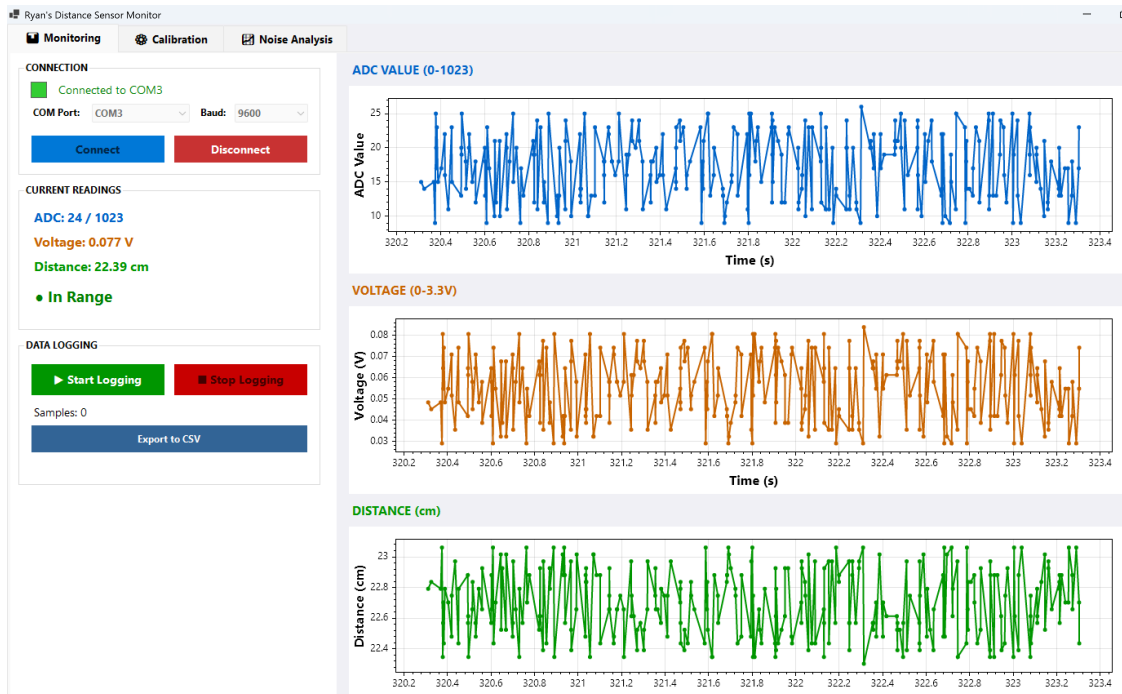 Ryan's Distance Sensor Monitor
Monitoring
Calibration
Noise Analysis
CONNECTION
Connected to COM3
COM Port: COM3 Baud: 9600
Connect Disconnect
CURRENT READINGS
ADC: 24 / 1023
Voltage: 0.077 V
Distance: 22.39 cm
● In Range
DATA LOGGING
▶ Start Logging ■ Stop Logging
Samples: 0
Export to CSV
ADC VALUE (0-1023)
ADC Value
25
20
15
10
320.2 320.4 320.6 320.8 321 321.2 321.4 321.6 321.8 322 322.2 322.4 322.6 322.8 323 323.2 323.4
Time (s)
VOLTAGE (0-3.3V)
Voltage (V)
0.08
0.07
0.06
0.05
0.04
0.03
320.2 320.4 320.6 320.8 321 321.2 321.4 321.6 321.8 322 322.2 322.4 322.6 322.8 323 323.2 323.4
Time (s)
DISTANCE (cm)
Distance (cm)
23
22.8
22.6
22.4
320.2 320.4 320.6 320.8 321 321.2 321.4 321.6 321.8 322 322.2 322.4 322.6 322.8 323 323.2 323.4